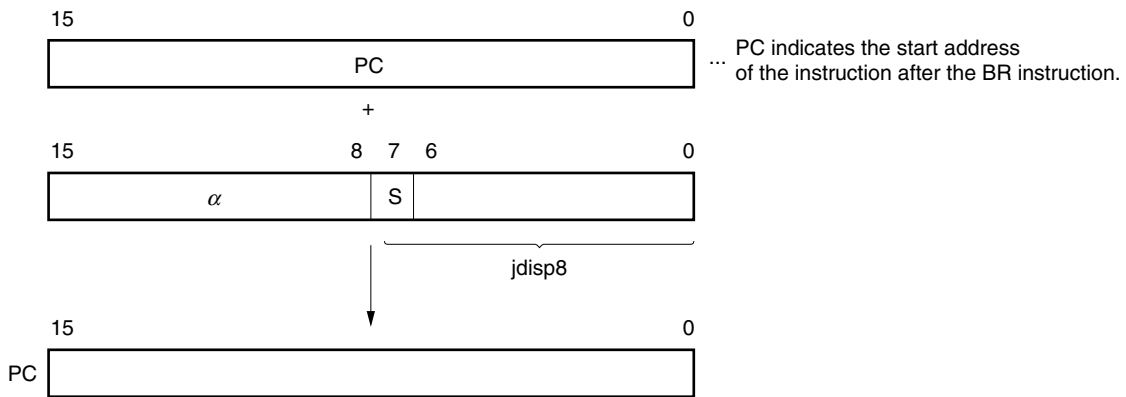 15 0
PC
... PC indicates the start address
of the instruction after the BR instruction.
+
15 8 7 6 0
α S
jdisp8
15 0
PC